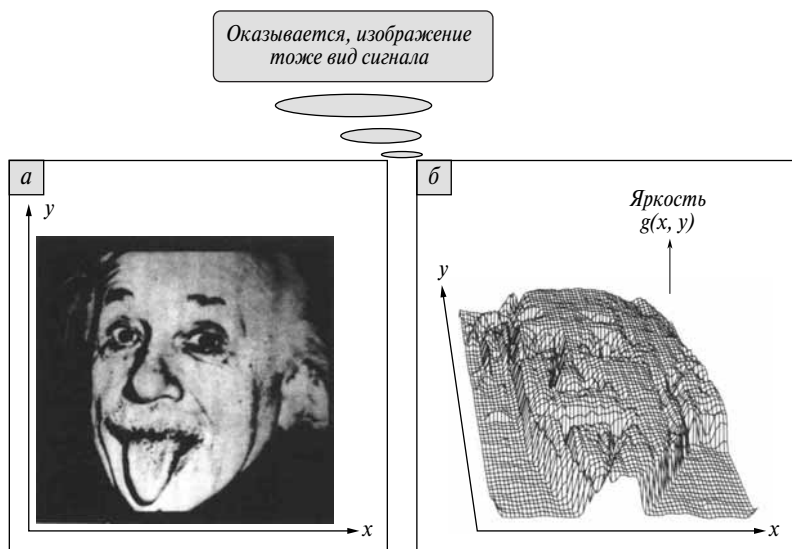 Оказывается, изображение
тоже вид сигнала
а
y
x
б
Яркость
g(x, y)
y
x